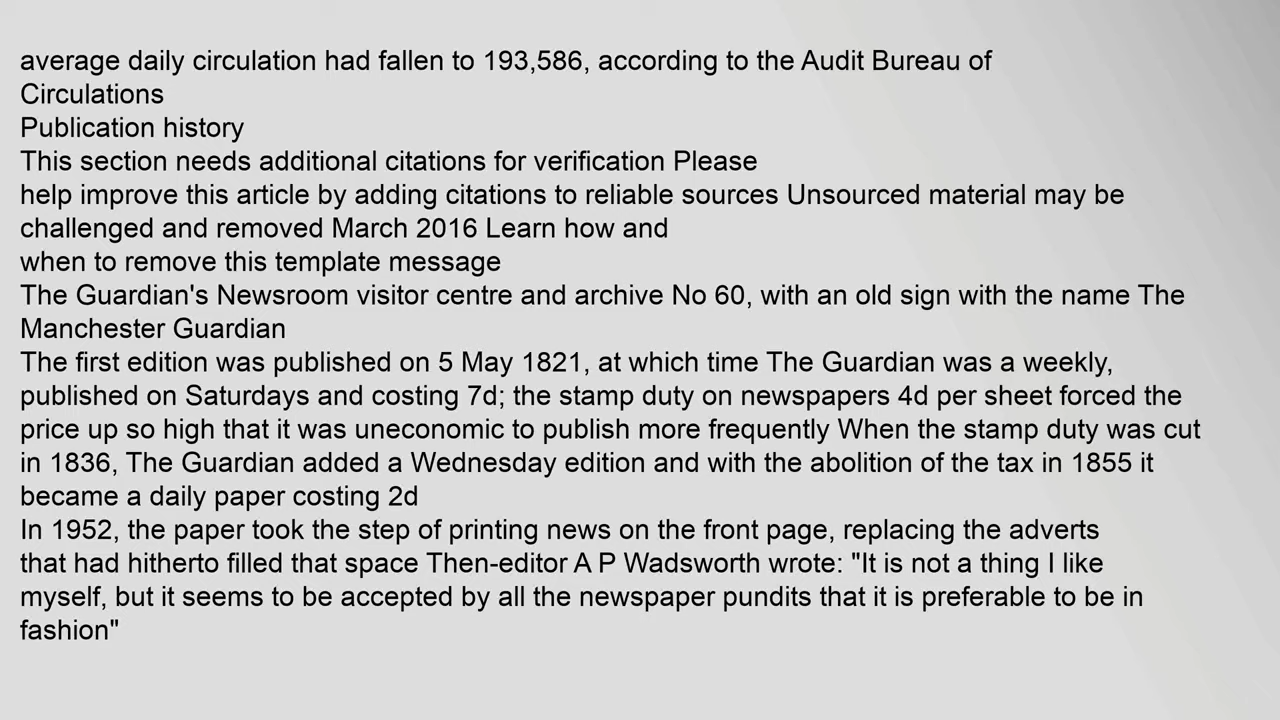 average daily circulation had fallen to 193,586, according to the Audit Bureau of
Circulations
Publication history
This section needs additional citations for verification Please
help improve this article by adding citations to reliable sources Unsourced material may be
challenged and removed March 2016 Learn how and
when to remove this template message
The Guardian's Newsroom visitor centre and archive No 60, with an old sign with the name The
Manchester Guardian
The first edition was published on 5 May 1821, at which time The Guardian was a weekly,
published on Saturdays and costing 7d; the stamp duty on newspapers 4d per sheet forced the
price up so high that it was uneconomic to publish more frequently When the stamp duty was cut
in 1836, The Guardian added a Wednesday edition and with the abolition of the tax in 1855 it
became a daily paper costing 2d
In 1952, the paper took the step of printing news on the front page, replacing the adverts
that had hitherto filled that space Then-editor A P Wadsworth wrote: "It is not a thing I like
myself, but it seems to be accepted by all the newspaper pundits that it is preferable to be in
fashion"